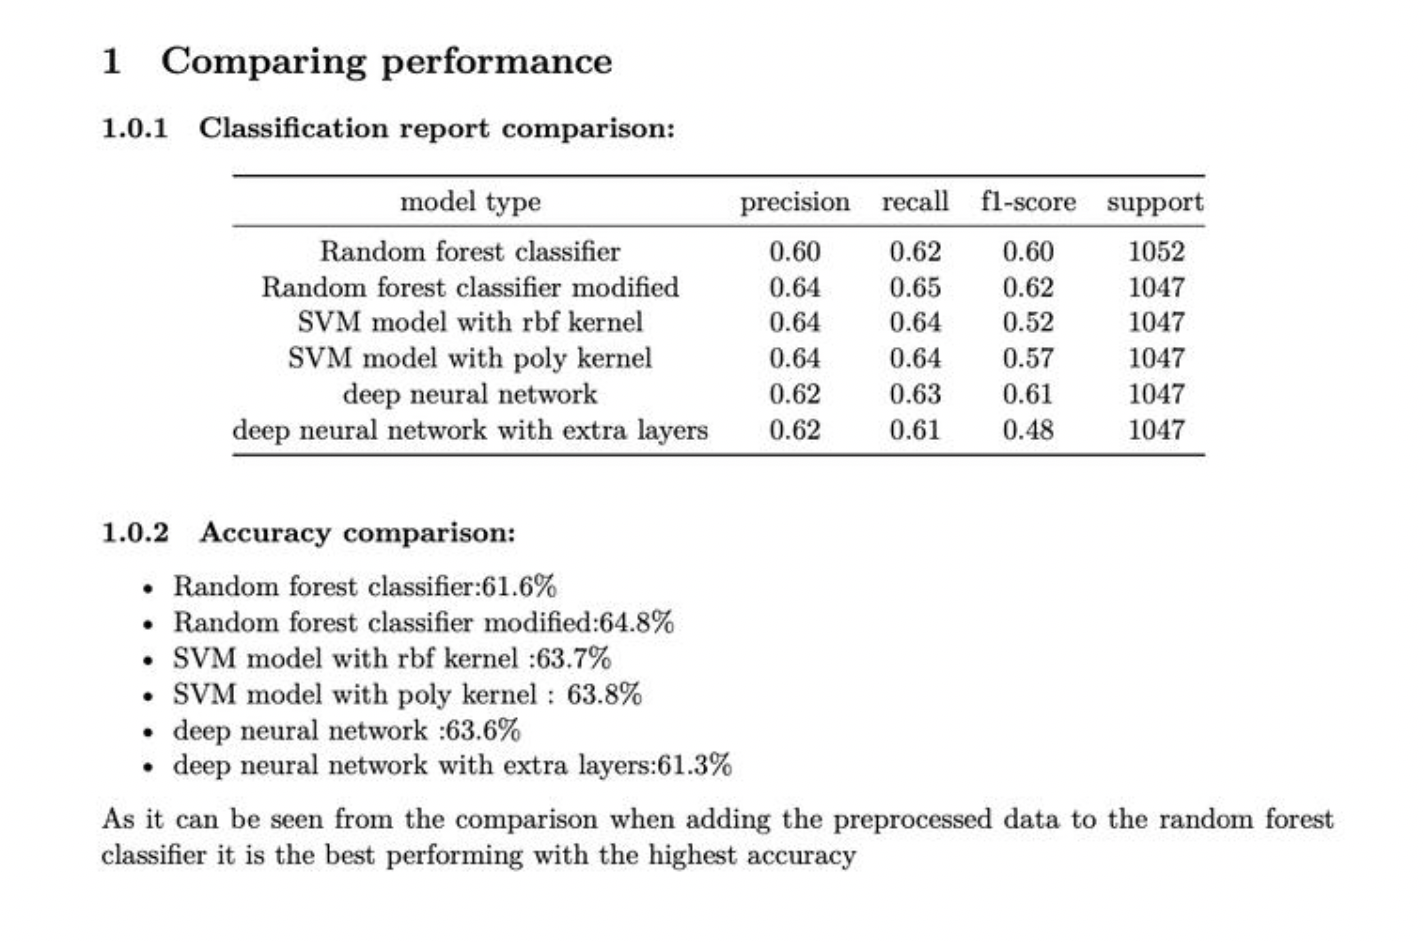 1 Comparing performance
1.0.1 Classification report comparison:
model type precision recall f1-score support
Random forest classifier 0.60 0.62 0.60 1052
Random forest classifier modified 0.64 0.65 0.62 1047
SVM model with rbf kernel 0.64 0.64 0.52 1047
SVM model with poly kernel 0.64 0.64 0.57 1047
deep neural network 0.62 0.63 0.61 1047
deep neural network with extra layers 0.62 0.61 0.48 1047
1.0.2 Accuracy comparison:
• Random forest classifier:61.6%
• Random forest classifier modified:64.8%
• SVM model with rbf kernel :63.7%
• SVM model with poly kernel : 63.8%
• deep neural network :63.6%
• deep neural network with extra layers:61.3%
As it can be seen from the comparison when adding the preprocessed data to the random forest
classifier it is the best performing with the highest accuracy